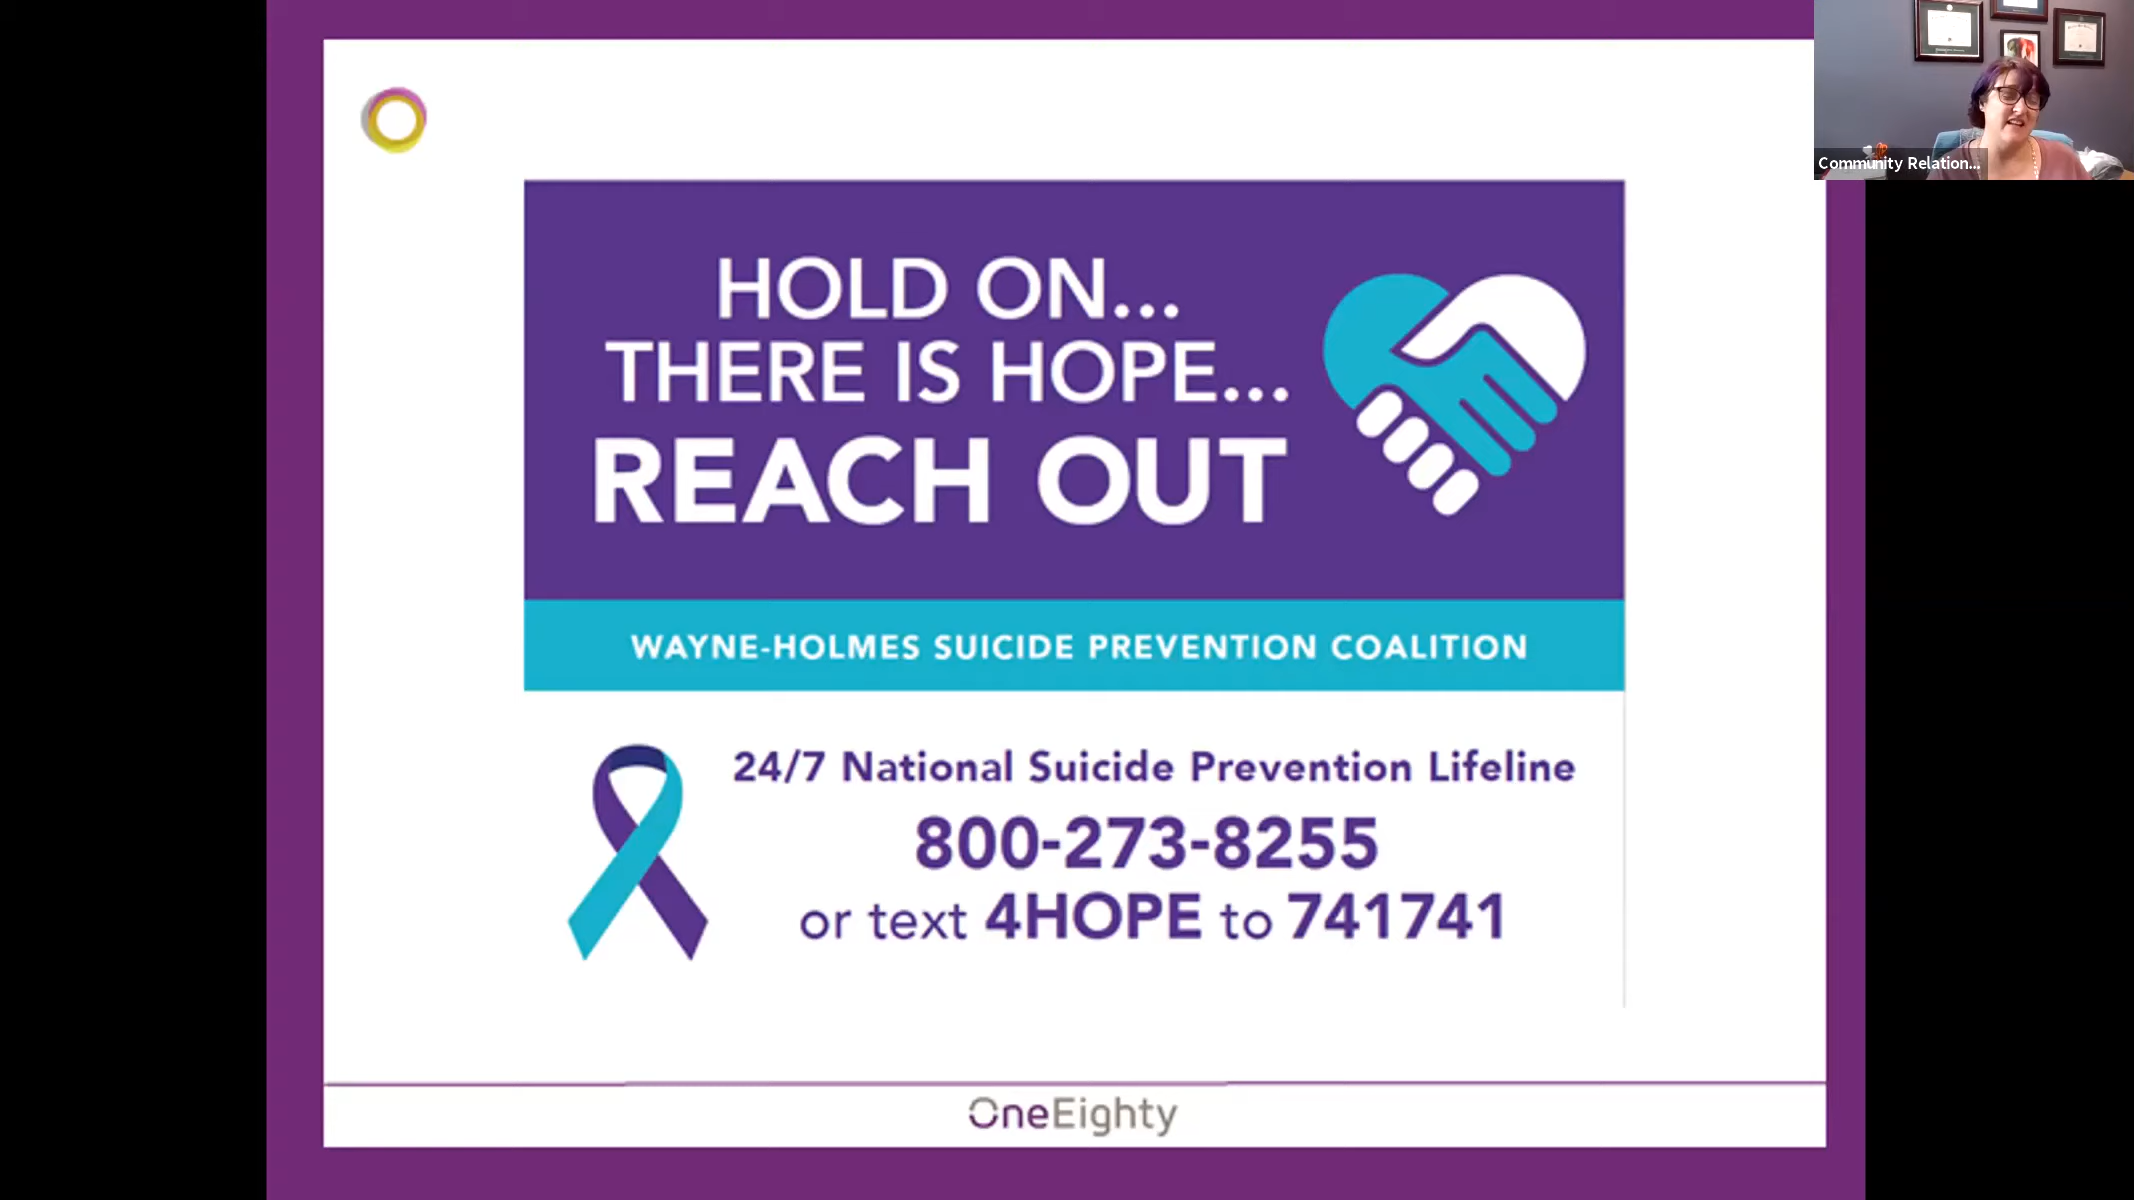 Community Relation...
HOLD ON...
THERE IS HOPE...
REACH OUT
WAYNE-HOLMES SUICIDE PREVENTION COALITION
24/7 National Suicide Prevention Lifeline
800-273-8255
or text 4HOPE to 741741
OneEighty